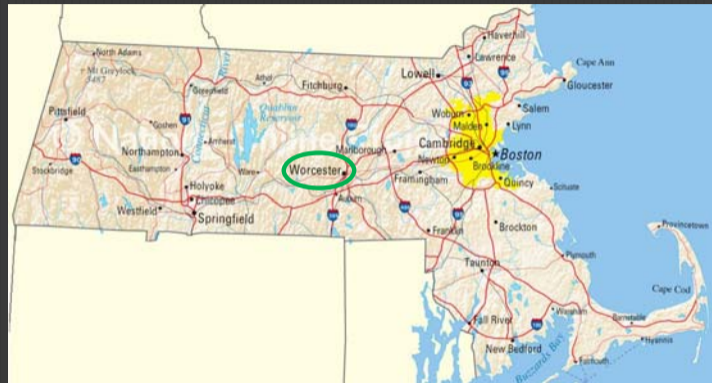 Haverhill
North Adams
Lawrence
Cape Ann
Mt Greylock
3487
Lowell
Gloucester
Athol
Greenfield
Fitchburg
Salem
Woburn
Quabbin
Reservoir
Pittsfield
Malden
Lynn
Goshen
Cambridge
Amherst
Marlborough
Boston
Northampton
Newton
Brookline
Stockbridge
Easthampton
Ware
Worcester
Framingham
Quincy
Holyoke
Scituate
Chicopee
Auburn
Westfield
Springfield
Provincetown
Franklin
Brockton
Plymouth
Taunton
Cape Cod
Fall River
Wareham
Barnstable
Hyannis
New Bedford
Falmouth
Buzzards Bay